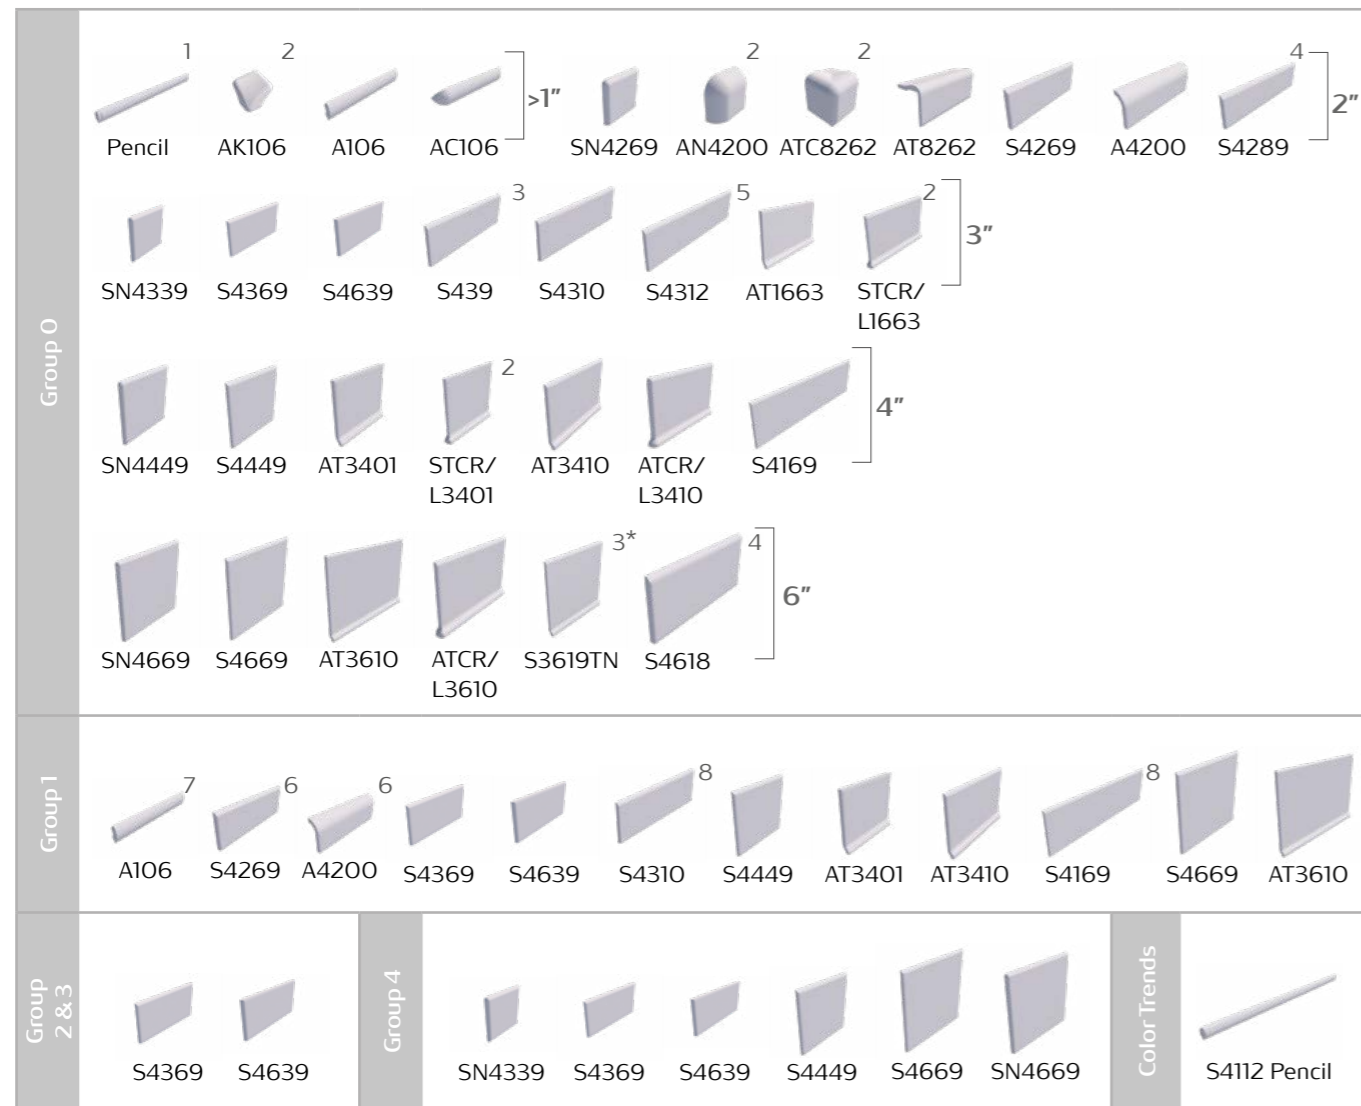 Group 0
1 2 2 2 4
>1" 2"
Pencil AK106 A106 AC106 SN4269 AN4200 ATC8262 AT8262 S4269 A4200 S4289
3 5 2
3"
SN4339 S4369 S4639 S439 S4310 S4312 AT1663 STCR/
L1663
2
4"
SN4449 S4449 AT3401 STCR/ AT3410 ATCR/ S4169
L3401 L3410
3* 4
6"
SN4669 S4669 AT3610 ATCR/ S3619TN S4618
L3610
Group 1
7 6 6 8 8
A106 S4269 A4200 S4369 S4639 S4310 S4449 AT3401 AT3410 S4169 S4669 AT3610
Group
2 & 3
S4369 S4639
Group 4
SN4339 S4369 S4639 S4449 S4669 SN4669
Color Trends
S4112 Pencil